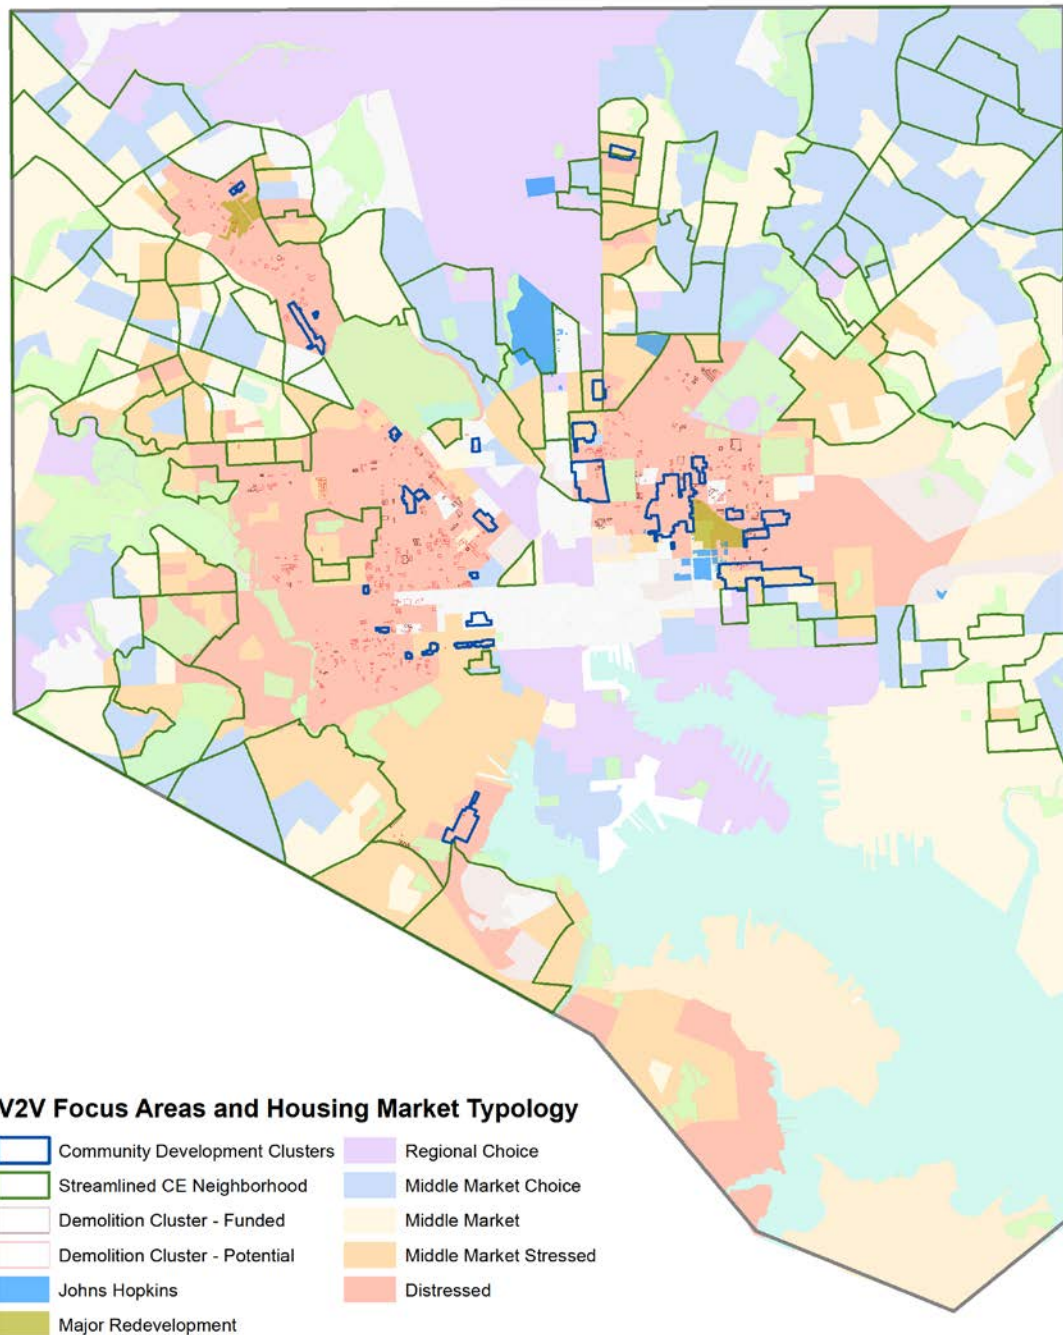 V2V Focus Areas and Housing Market Typology
Community Development Clusters
Streamlined CE Neighborhood
Demolition Cluster - Funded
Demolition Cluster - Potential
Johns Hopkins
Major Redevelopment
Regional Choice
Middle Market Choice
Middle Market
Middle Market Stressed
Distressed